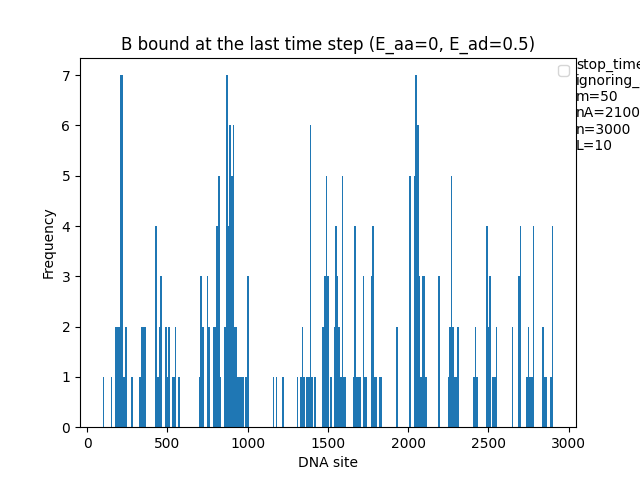 B bound at the last time step (E_aa=0, E_ad=0.5)
stop_time
ignoring_
m=50
nA=2100
n=3000
L=10
7
6
5
4
3
2
1
0
Frequency
0 500 1000 1500 2000 2500 3000
DNA site